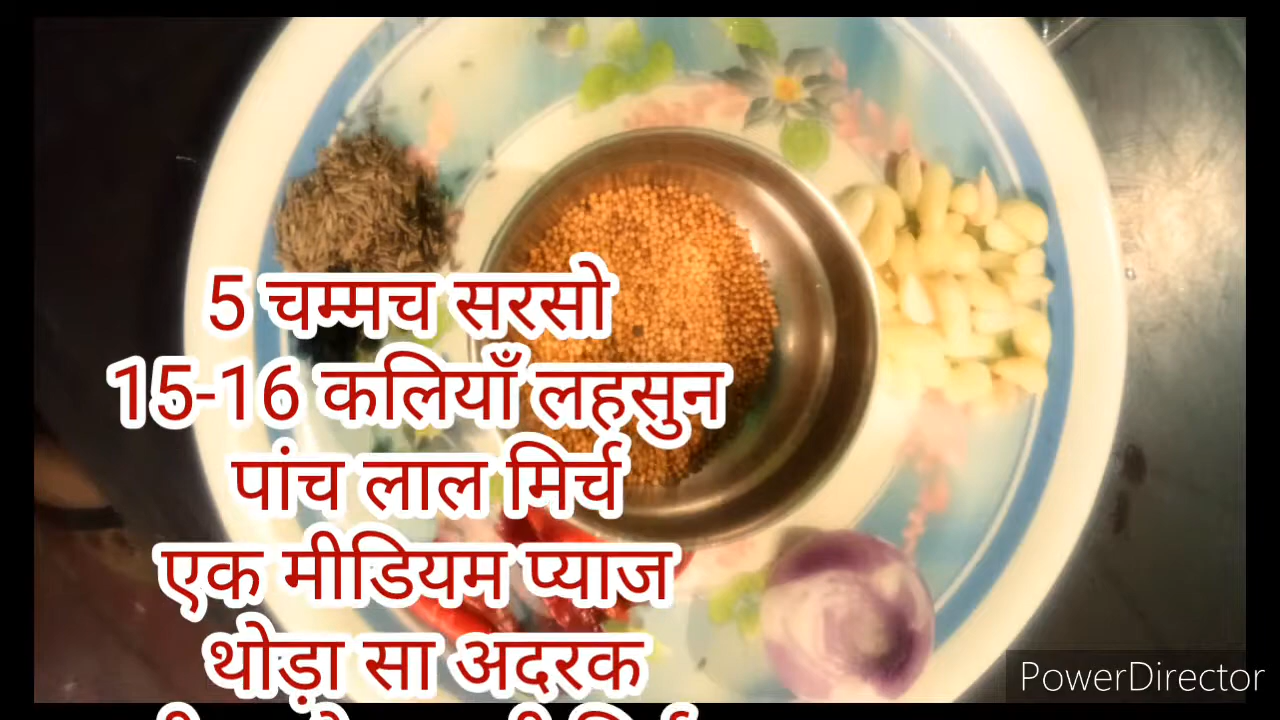 5 चम्मच सरसो
15-16 कलियाँ लहसुन
पांच लाल मिर्च
एक मीडियम प्याज
थोड़ा सा अदरक
PowerDirector